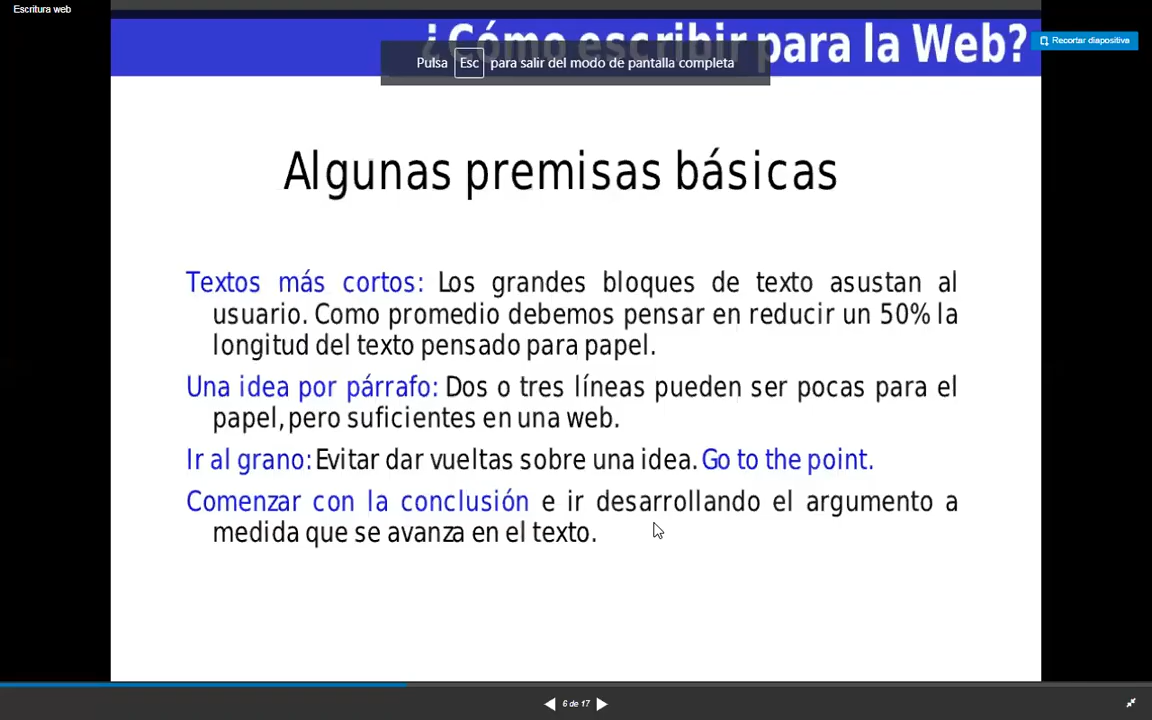 Escritura web
¿Cómo escribir para la Web?
Recortar diapositiva
Pulsa Esc para salir del modo de pantalla completa
Algunas premisas básicas
Textos más cortos: Los grandes bloques de texto asustan al
usuario. Como promedio debemos pensar en reducir un 50% la
longitud del texto pensado para papel.
Una idea por párrafo: Dos o tres líneas pueden ser pocas para el
papel, pero suficientes en una web.
Ir al grano: Evitar dar vueltas sobre una idea. Go to the point.
Comenzar con la conclusión e ir desarrollando el argumento a
medida que se avanza en el texto.
6 de 17